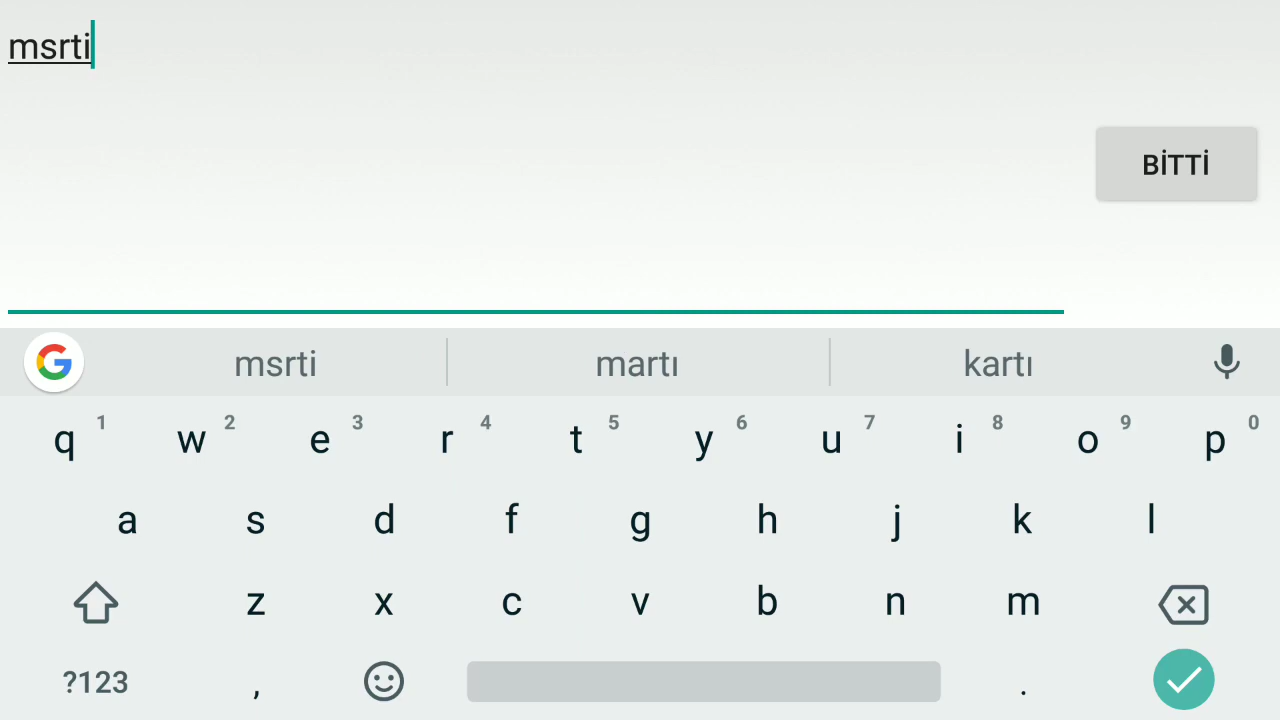 msrti
BİTTİ
msrti martı kartı
q 1 w 2 e 3 r 4 t 5 y 6 u 7 i 8 o 9 p 0
a s d f g h j k l
z x c v b n m
?123 , .